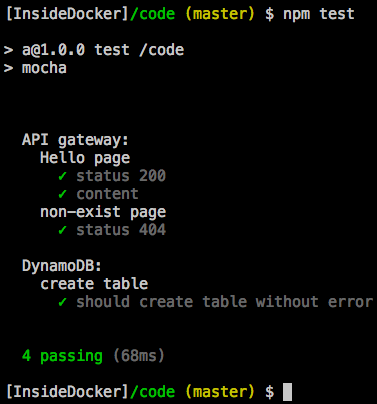 [InsideDocker]/code (master) $ npm test
> a@1.0.0 test /code
> mocha
API gateway:
Hello page
✓ status 200
✓ content
non-exist page
✓ status 404
DynamoDB:
create table
✓ should create table without error
4 passing (68ms)
[InsideDocker]/code (master) $